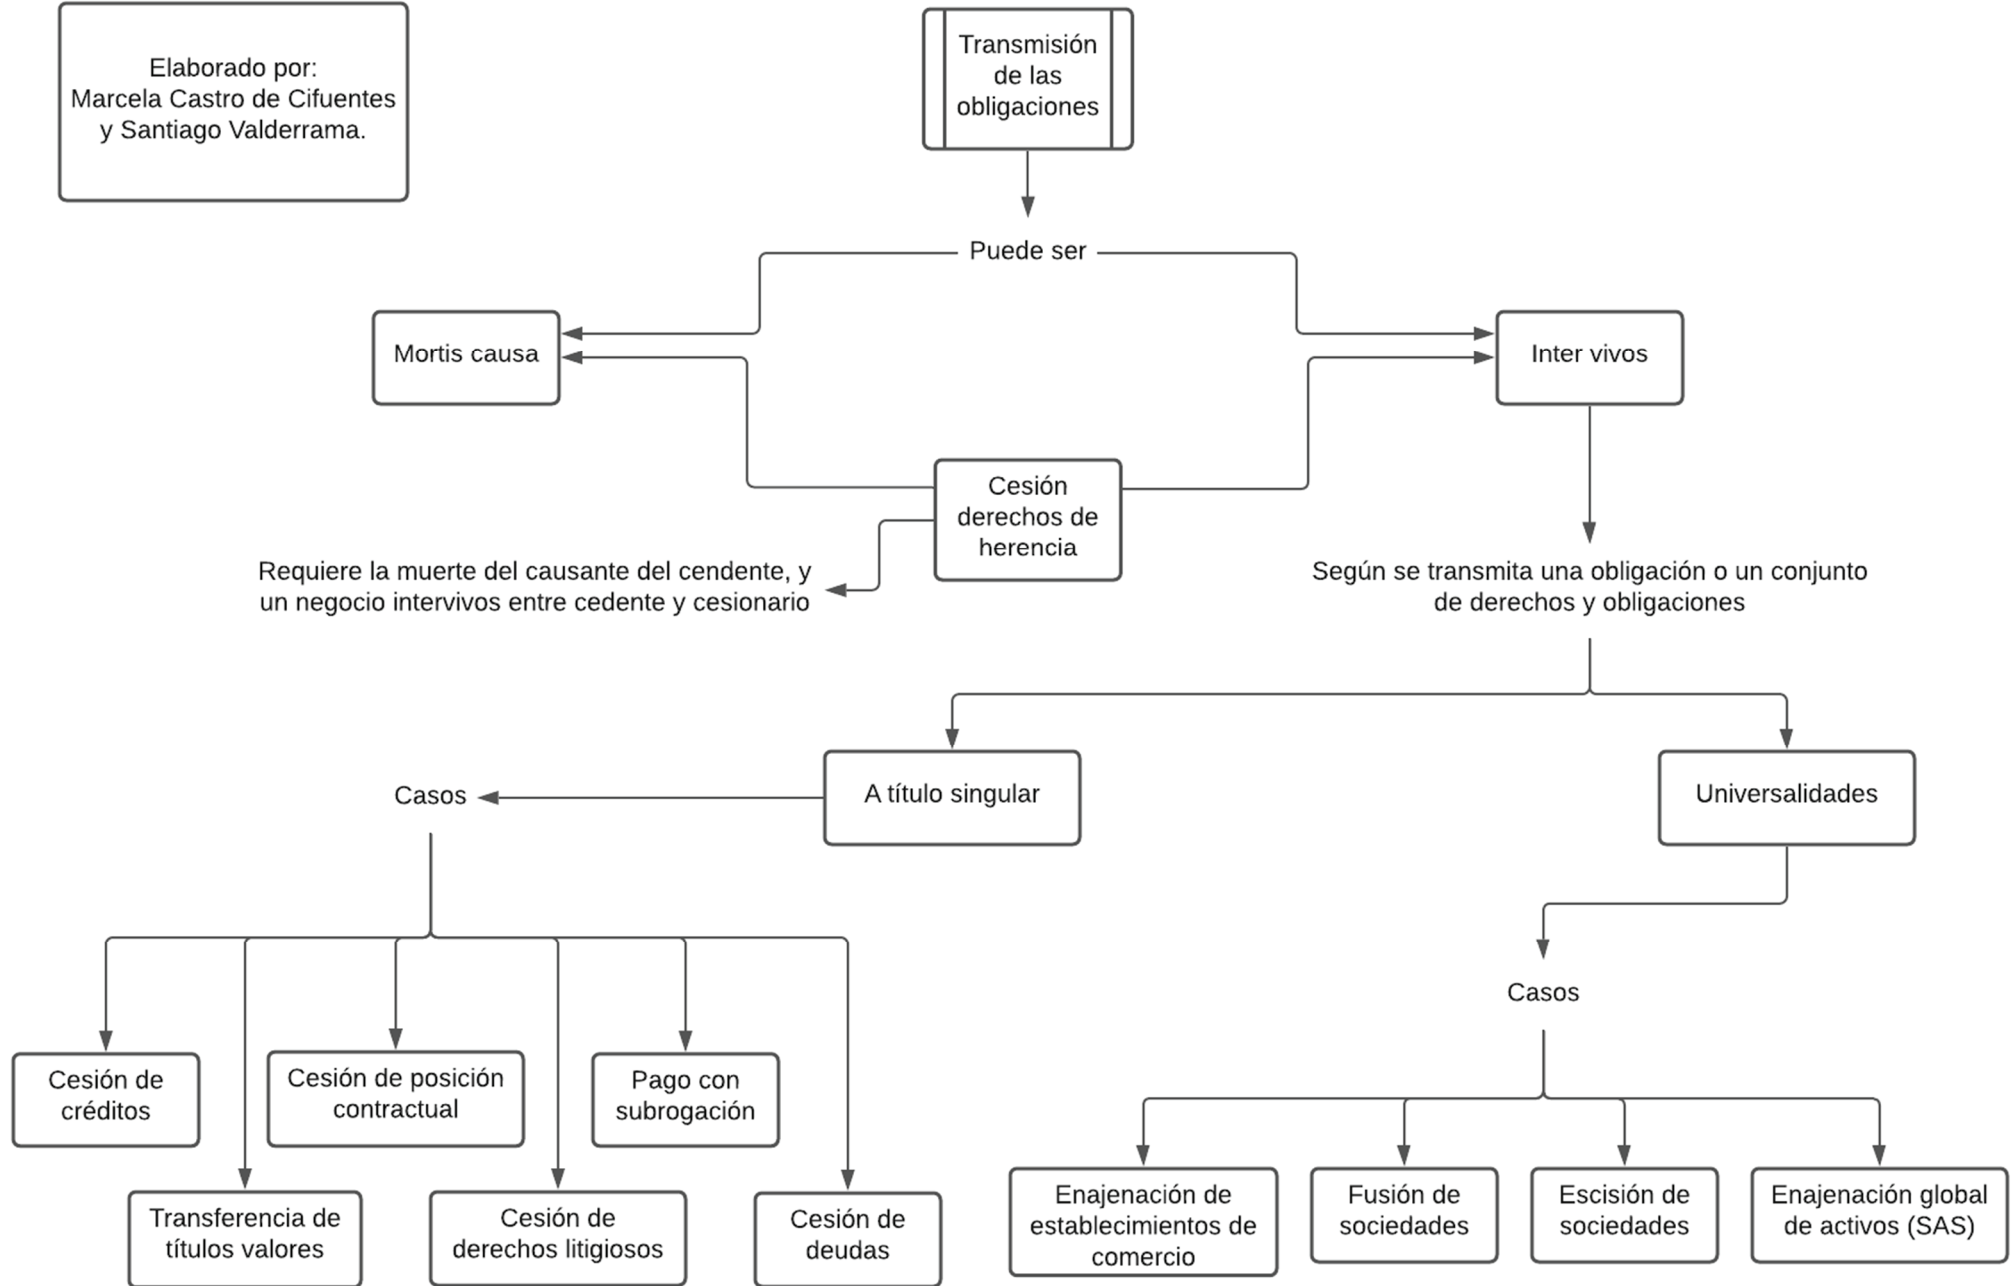 Elaborado por:
Marcela Castro de Cifuentes
y Santiago Valderrama.
Transmisión
de las
obligaciones
Puede ser
Mortis causa
Inter vivos
Cesión
derechos de
herencia
Requiere la muerte del causante del cendente, y
un negocio intervivos entre cedente y cesionario
Según se transmita una obligación o un conjunto
de derechos y obligaciones
Casos
A título singular
Universalidades
Casos
Cesión de
créditos
Cesión de posición
contractual
Pago con
subrogación
Transferencia de
títulos valores
Cesión de
derechos litigiosos
Cesión de
deudas
Enajenación de
establecimientos de
comercio
Fusión de
sociedades
Escisión de
sociedades
Enajenación global
de activos (SAS)